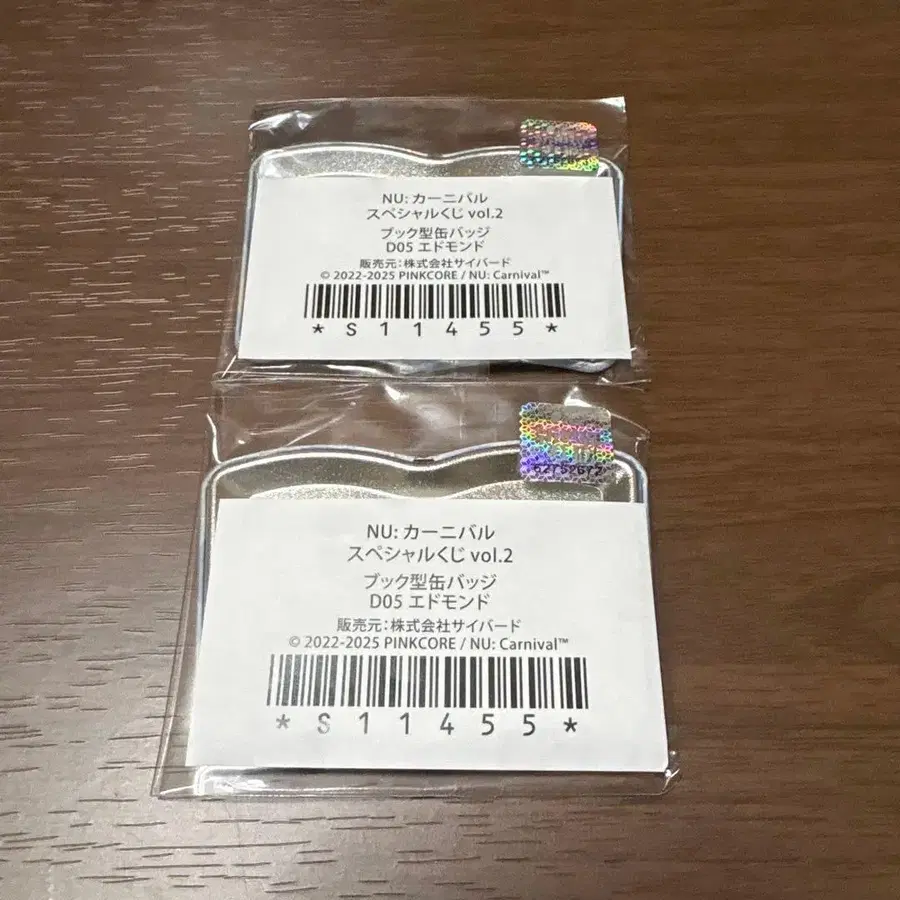 NU: カーニバル
スペシャルくじ vol.2
ブック型缶バッジ
D05 エドモンド
販売元：株式会社サイバード
© 2022-2025 PINKCORE / NU: Carnival™
*S11455*
NU: カーニバル
スペシャルくじ vol.2
ブック型缶バッジ
D05 エドモンド
販売元：株式会社サイバード
© 2022-2025 PINKCORE / NU: Carnival™
*S11455*